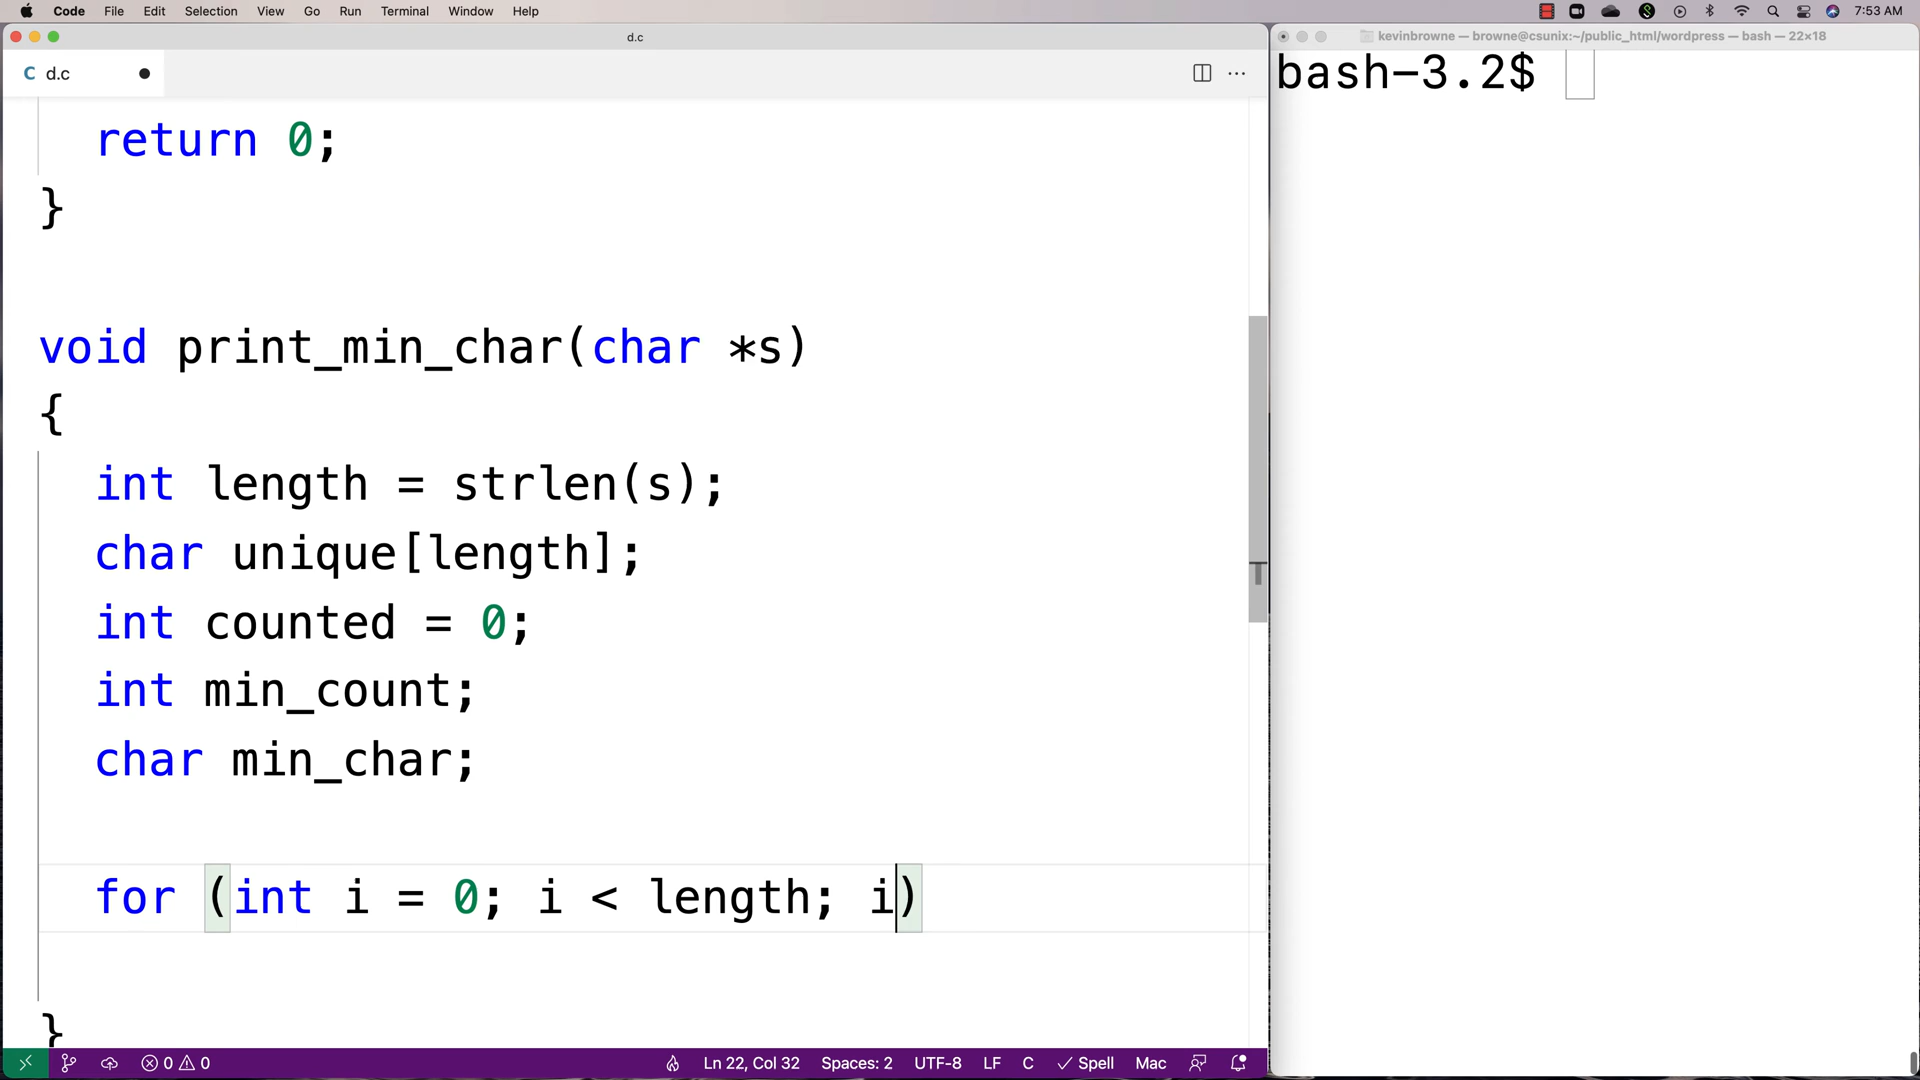 Code File Edit Selection View Go Run Terminal Window Help 7:53 AM
d.c
kevinbrowne — browne@csunix:~/public_html/wordpress — bash — 22×18
C d.c
bash-3.2$
return 0;
}
void print_min_char(char *s)
{
int length = strlen(s);
char unique[length];
int counted = 0;
int min_count;
char min_char;
for (int i = 0; i < length; i)
}
0 0 Ln 22, Col 32 Spaces: 2 UTF-8 LF C Spell Mac